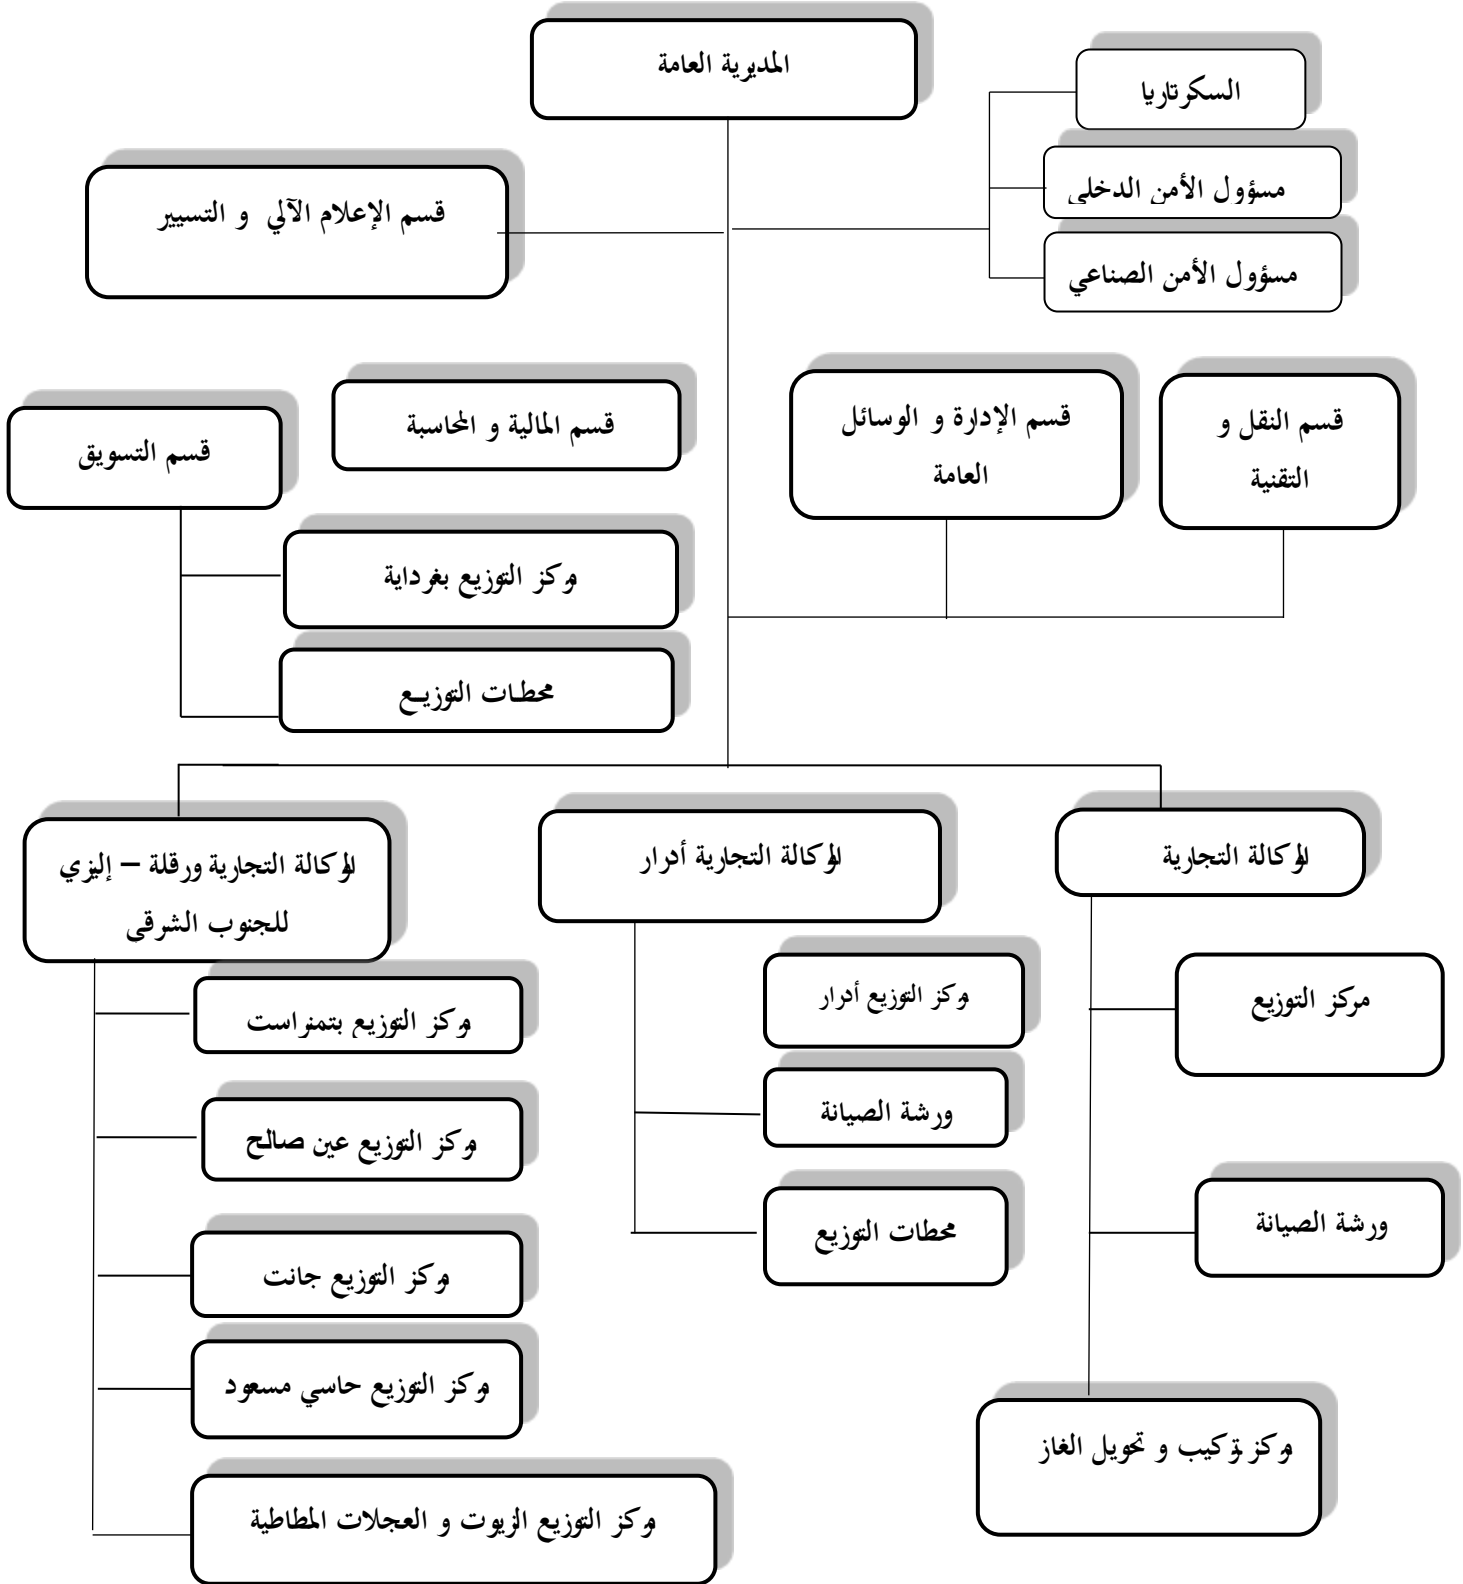 المديرية العامة
السكرتاريا
مسؤول الأمن الدخلي
مسؤول الأمن الصناعي
قسم الإعلام الآلي و التسيير
قسم النقل و
التقنية
قسم الإدارة و الوسائل
العامة
قسم المالية و المحاسبة
قسم التسويق
مركز التوزيع بغرداية
محطات التوزيع
الوكالة التجارية
مركز التوزيع
ورشة الصيانة
مركز تركيب و تحويل الغاز
الوكالة التجارية أدرار
مركز التوزيع أدرار
ورشة الصيانة
محطات التوزيع
الوكالة التجارية ورقلة – إليزي
للجنوب الشرقي
مركز التوزيع بتمنراست
مركز التوزيع عين صالح
مركز التوزيع جانت
مركز التوزيع حاسي مسعود
مركز التوزيع الزيوت و العجلات المطاطية